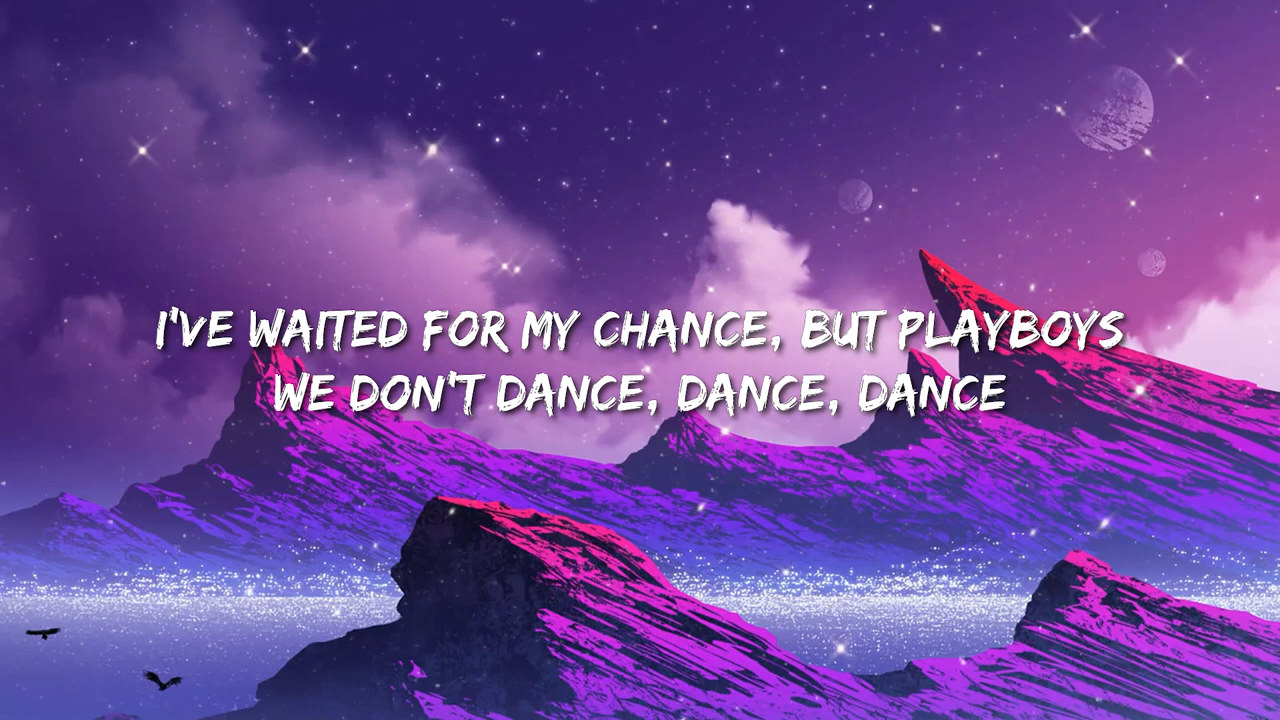 I'VE WAITED FOR MY CHANCE, BUT PLAYBOYS
WE DON'T DANCE, DANCE, DANCE